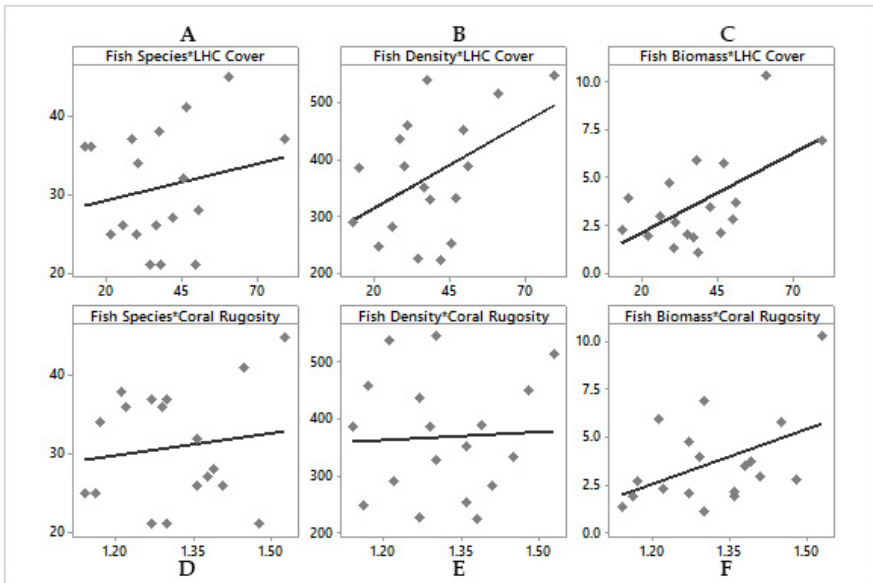 A B C
Fish Species*LHC Cover Fish Density*LHC Cover Fish Biomass*LHC Cover
40
30
20
20 45 70
500
400
300
200
20 45 70
10.0
7.5
5.0
2.5
0.0
20 45 70
Fish Species*Coral Rugosity Fish Density*Coral Rugosity Fish Biomass*Coral Rugosity
40
30
20
1.20 1.35 1.50
500
400
300
200
1.20 1.35 1.50
10.0
7.5
5.0
2.5
0.0
1.20 1.35 1.50
D E F